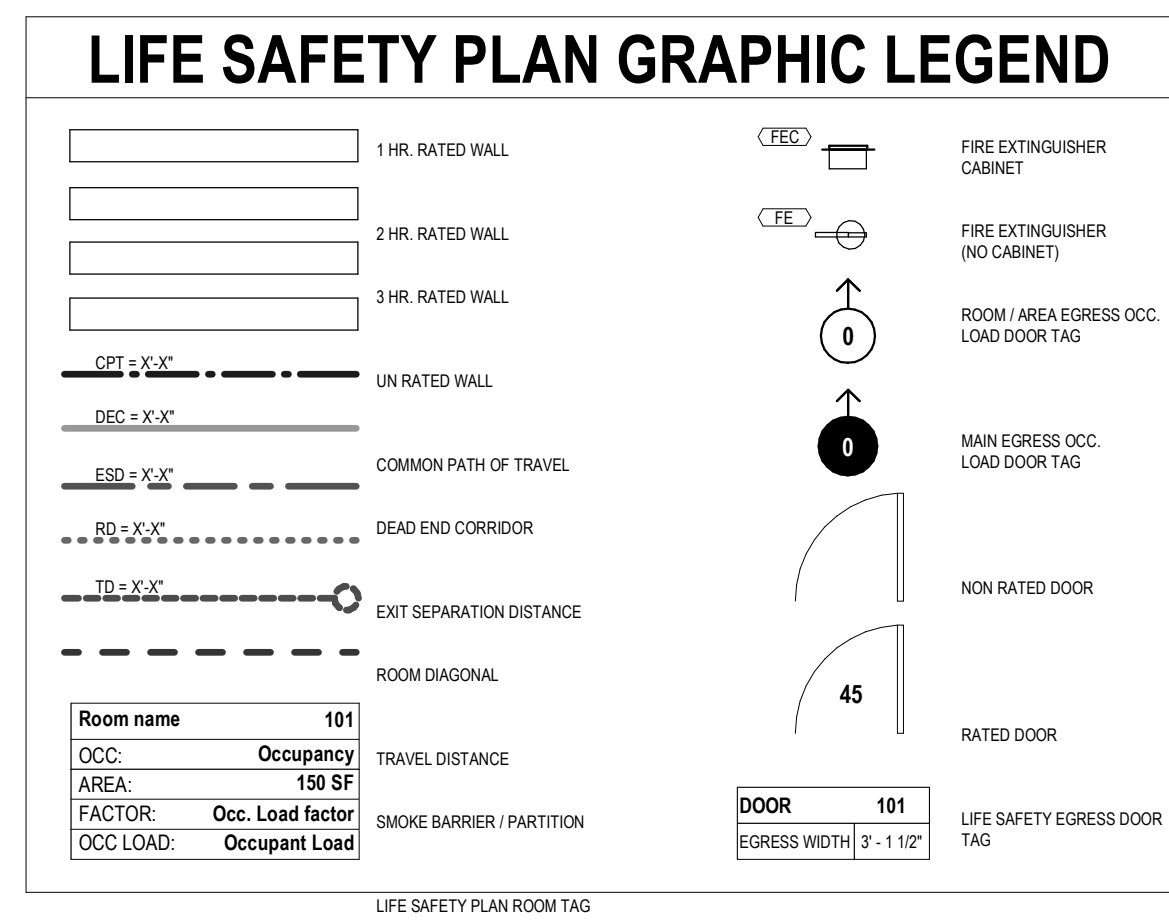 LIFE SAFETY PLAN GRAPHIC LEGEND
1 HR. RATED WALL
2 HR. RATED WALL
3 HR. RATED WALL
CPT = X'-X"
UN RATED WALL
DEC = X'-X"
COMMON PATH OF TRAVEL
ESD = X'-X"
RD = X'-X"
DEAD END CORRIDOR
TD = X'-X"
EXIT SEPARATION DISTANCE
ROOM DIAGONAL
Room name 101
OCC: Occupancy
TRAVEL DISTANCE
AREA: 150 SF
FACTOR: Occ. Load factor
SMOKE BARRIER / PARTITION
OCC LOAD: Occupant Load
LIFE SAFETY PLAN ROOM TAG
FEC
FIRE EXTINGUISHER
CABINET
FE
FIRE EXTINGUISHER
(NO CABINET)
0
ROOM / AREA EGRESS OCC.
LOAD DOOR TAG
0
MAIN EGRESS OCC.
LOAD DOOR TAG
NON RATED DOOR
45
RATED DOOR
DOOR 101
EGRESS WIDTH 3' - 1 1/2"
LIFE SAFETY EGRESS DOOR
TAG